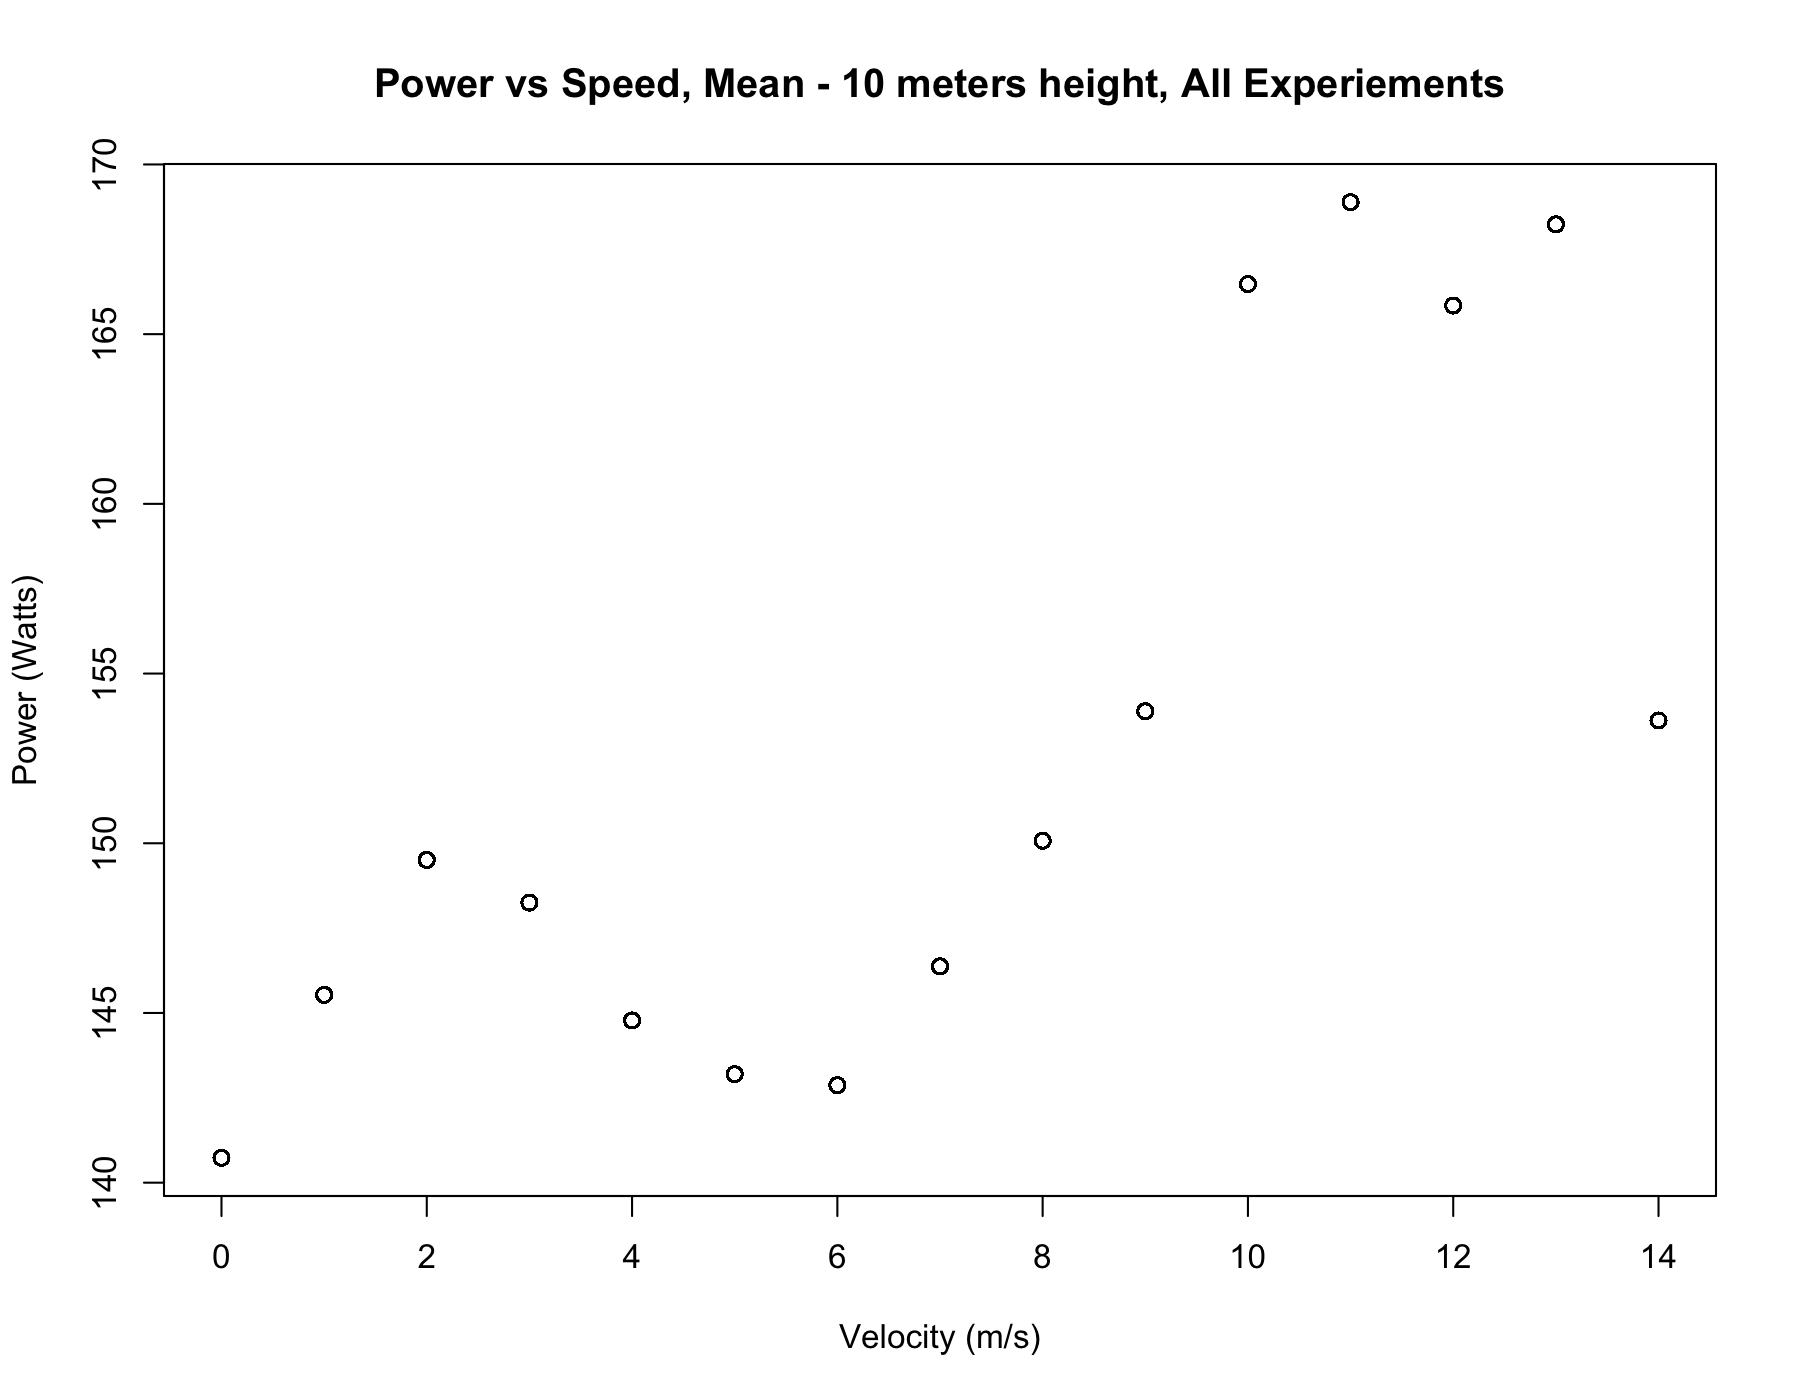 Power vs Speed, Mean - 10 meters height, All Experiements
170
165
160
155
150
145
140
Power (Watts)
0 2 4 6 8 10 12 14
Velocity (m/s)